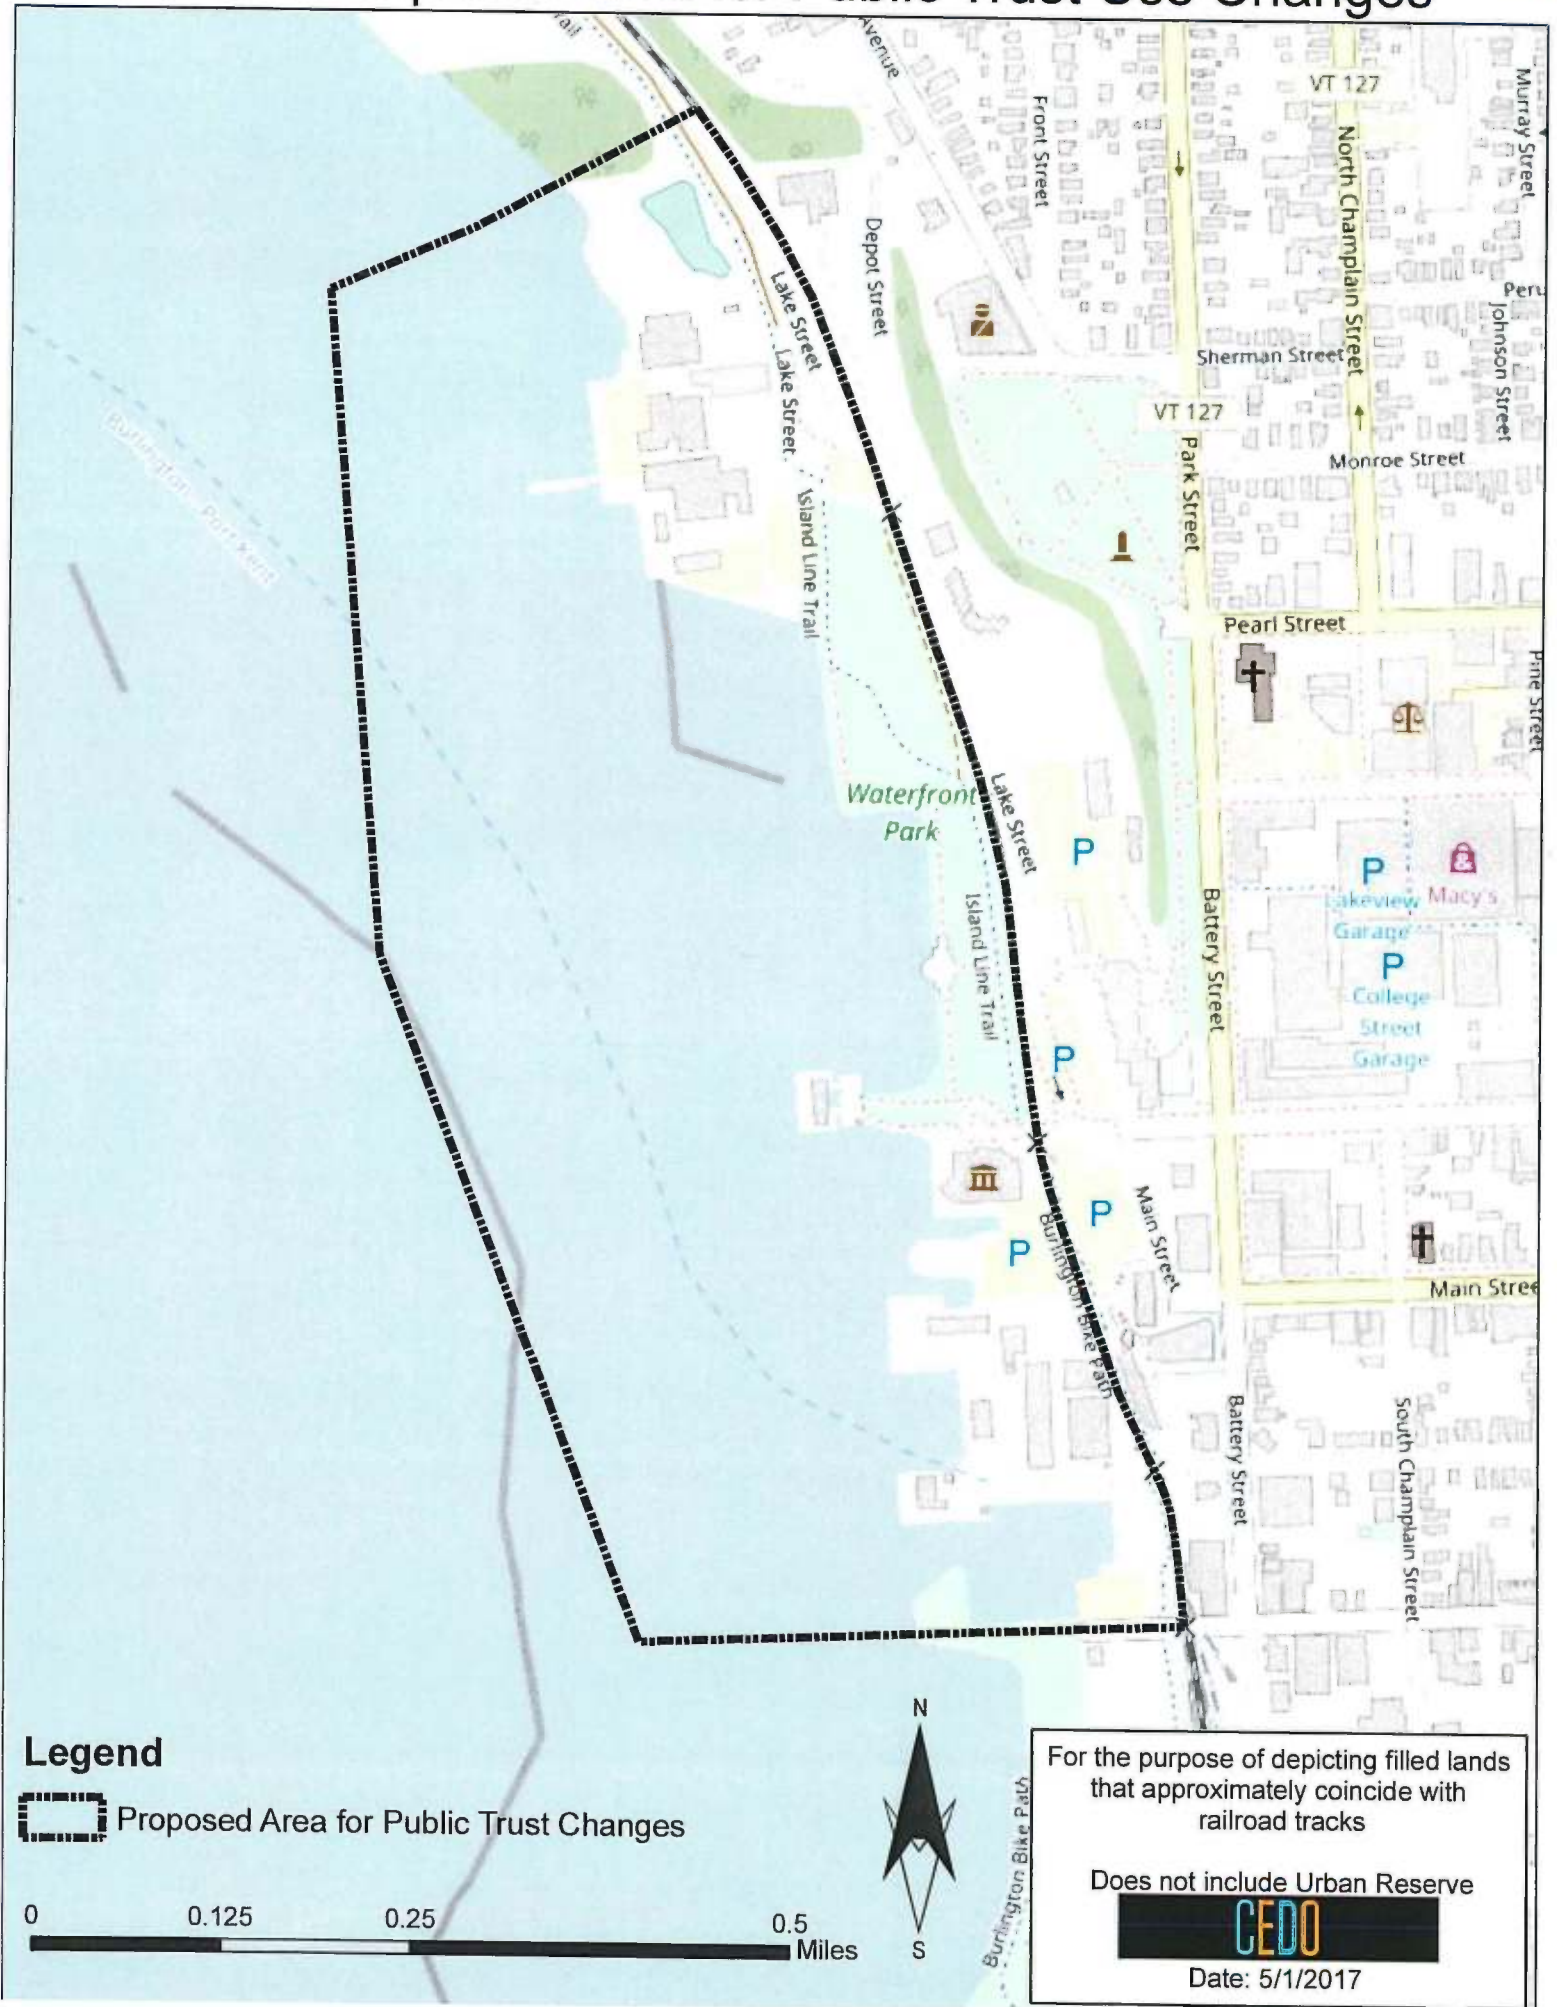 Public Trust Use Changes
Trail
Avenue
Front Street
VT 127
North Champlain Street
Murray Street
Depot Street
Lake Street
Lake Street
Sherman Street
Johnson Street
VT 127
Park Street
Monroe Street
Burlington - Port Kent
Island Line Trail
Pearl Street
Pine Street
Waterfront
Park
Lake Street
P
P
Lakeview
Garage
Macy's
Battery Street
Island Line Trail
P
College
Street
Garage
P
P
P
Main Street
Burlington Bike Path
Main Stree
Battery Street
South Champlain Street
Legend
Proposed Area for Public Trust Changes
0
0.125
0.25
0.5
Miles
N
S
Burlington Bike Path
For the purpose of depicting filled lands
that approximately coincide with
railroad tracks
Does not include Urban Reserve
CEDO
Date: 5/1/2017